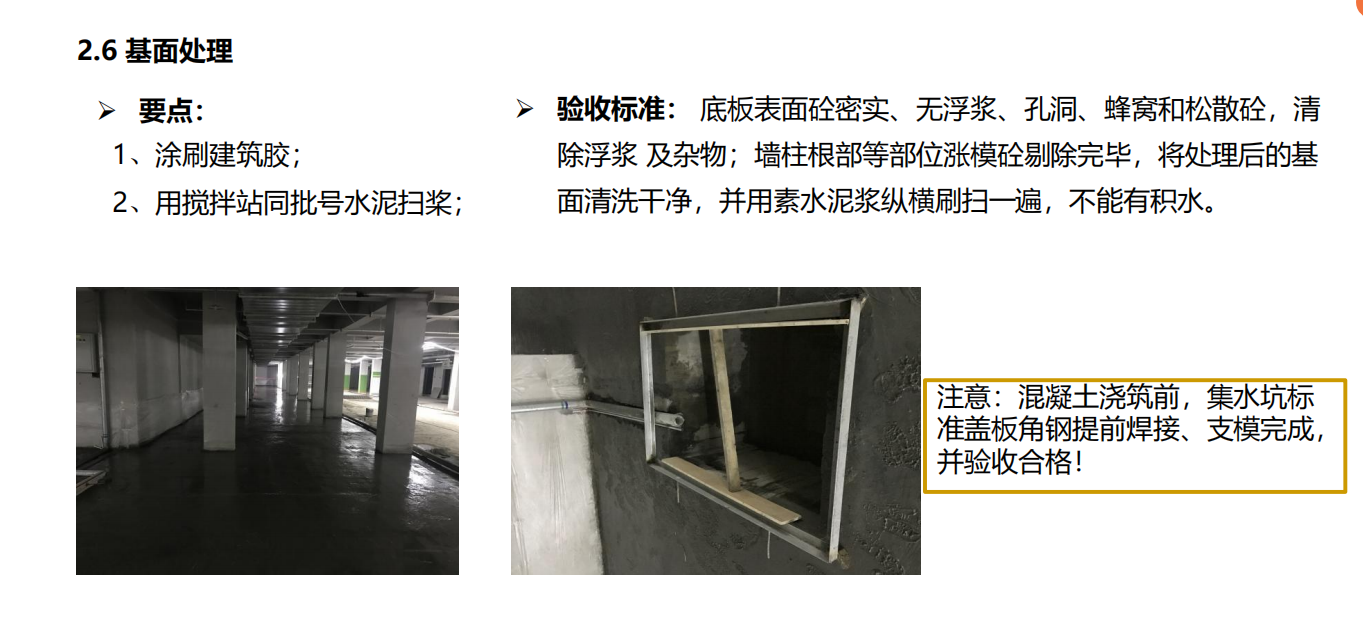 2.6 基面处理
➢ 要点：
1、涂刷建筑胶；
2、用搅拌站同批号水泥扫浆；
➢ 验收标准： 底板表面砼密实、无浮浆、孔洞、蜂窝和松散砼，清
除浮浆 及杂物；墙柱根部等部位涨模砼剔除完毕，将处理后的基
面清洗干净，并用素水泥浆纵横刷扫一遍，不能有积水。
注意：混凝土浇筑前，集水坑标
准盖板角钢提前焊接、支模完成，
并验收合格！